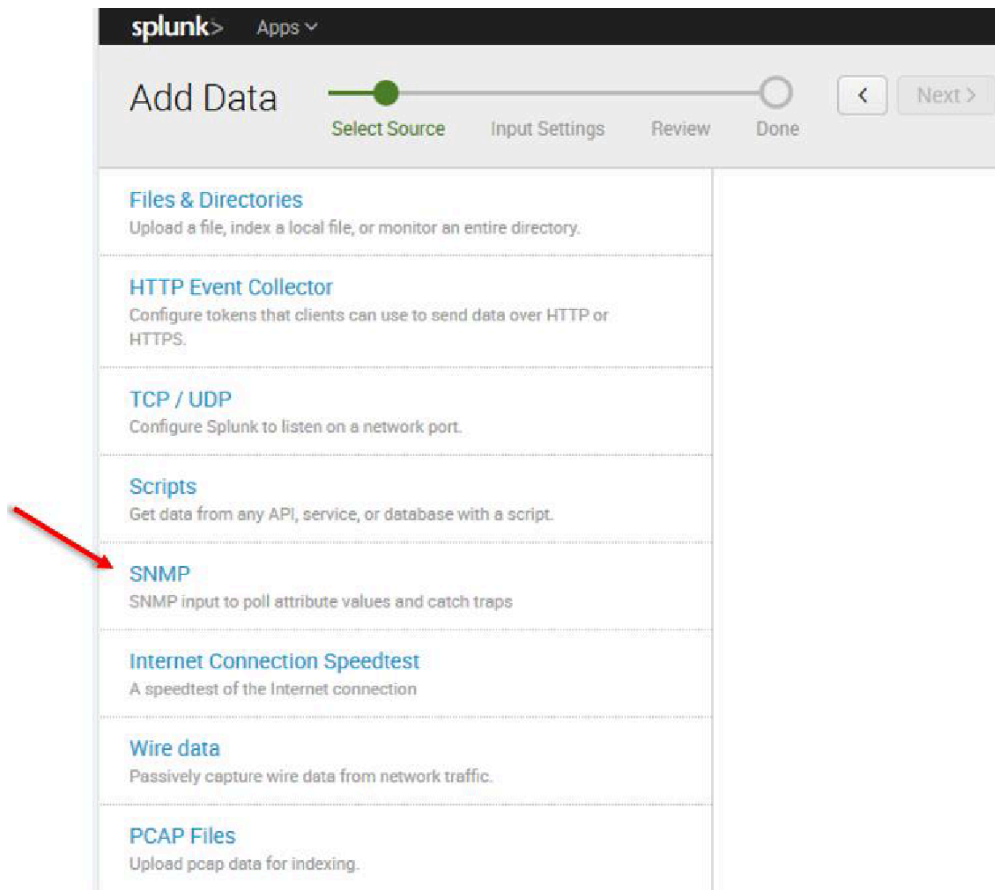 splunk> Apps
Add Data
< Next >
Select Source Input Settings Review Done
Files & Directories
Upload a file, index a local file, or monitor an entire directory.
HTTP Event Collector
Configure tokens that clients can use to send data over HTTP or
HTTPS.
TCP / UDP
Configure Splunk to listen on a network port.
Scripts
Get data from any API, service, or database with a script.
SNMP
SNMP input to poll attribute values and catch traps
Internet Connection Speedtest
A speedtest of the Internet connection
Wire data
Passively capture wire data from network traffic.
PCAP Files
Upload pcap data for indexing.